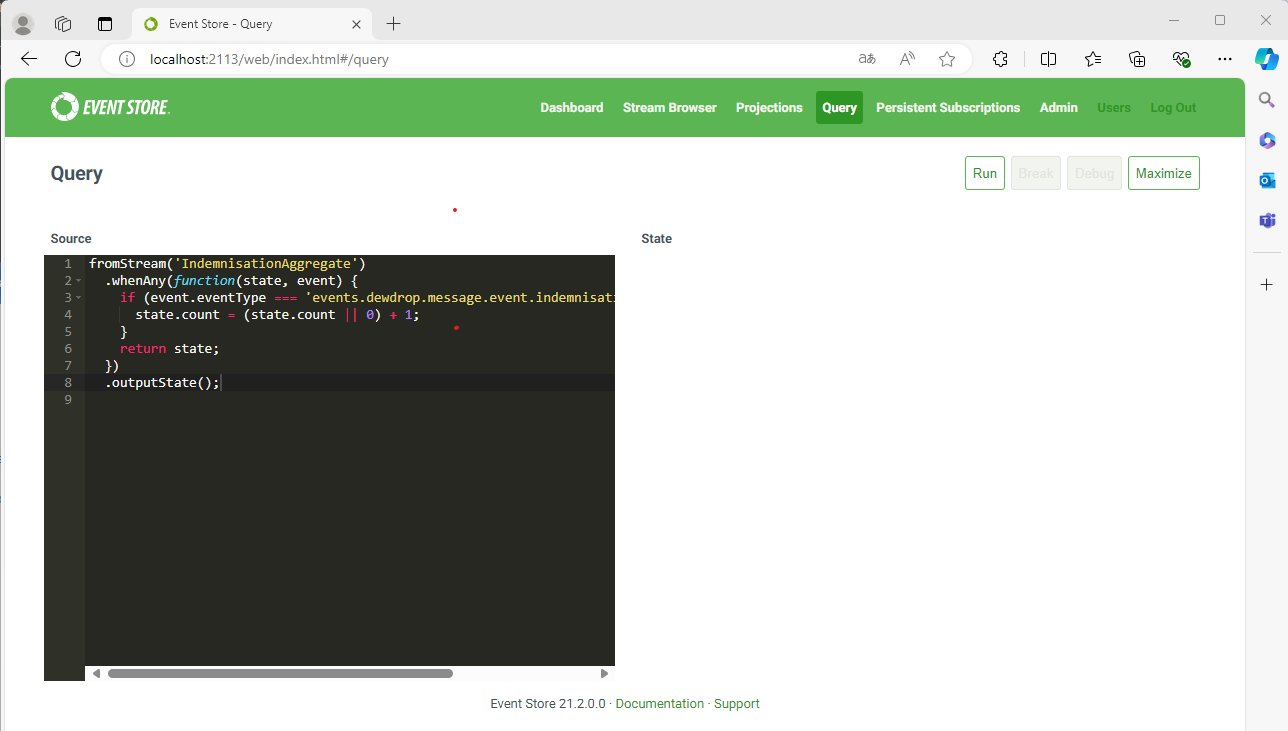 Event Store - Query
localhost:2113/web/index.html#/query
EVENT STORE
Dashboard Stream Browser Projections Query Persistent Subscriptions Admin Users Log Out
Query
Run Break Debug Maximize
Source
State
1 fromStream('IndemnisationAggregate')
2 .whenAny(function(state, event) {
3 if (event.eventType === 'events.dewdrop.message.event.indemnisati
4 state.count = (state.count || 0) + 1;
5 }
6 return state;
7 })
8 .outputState();
9
Event Store 21.2.0.0 · Documentation · Support